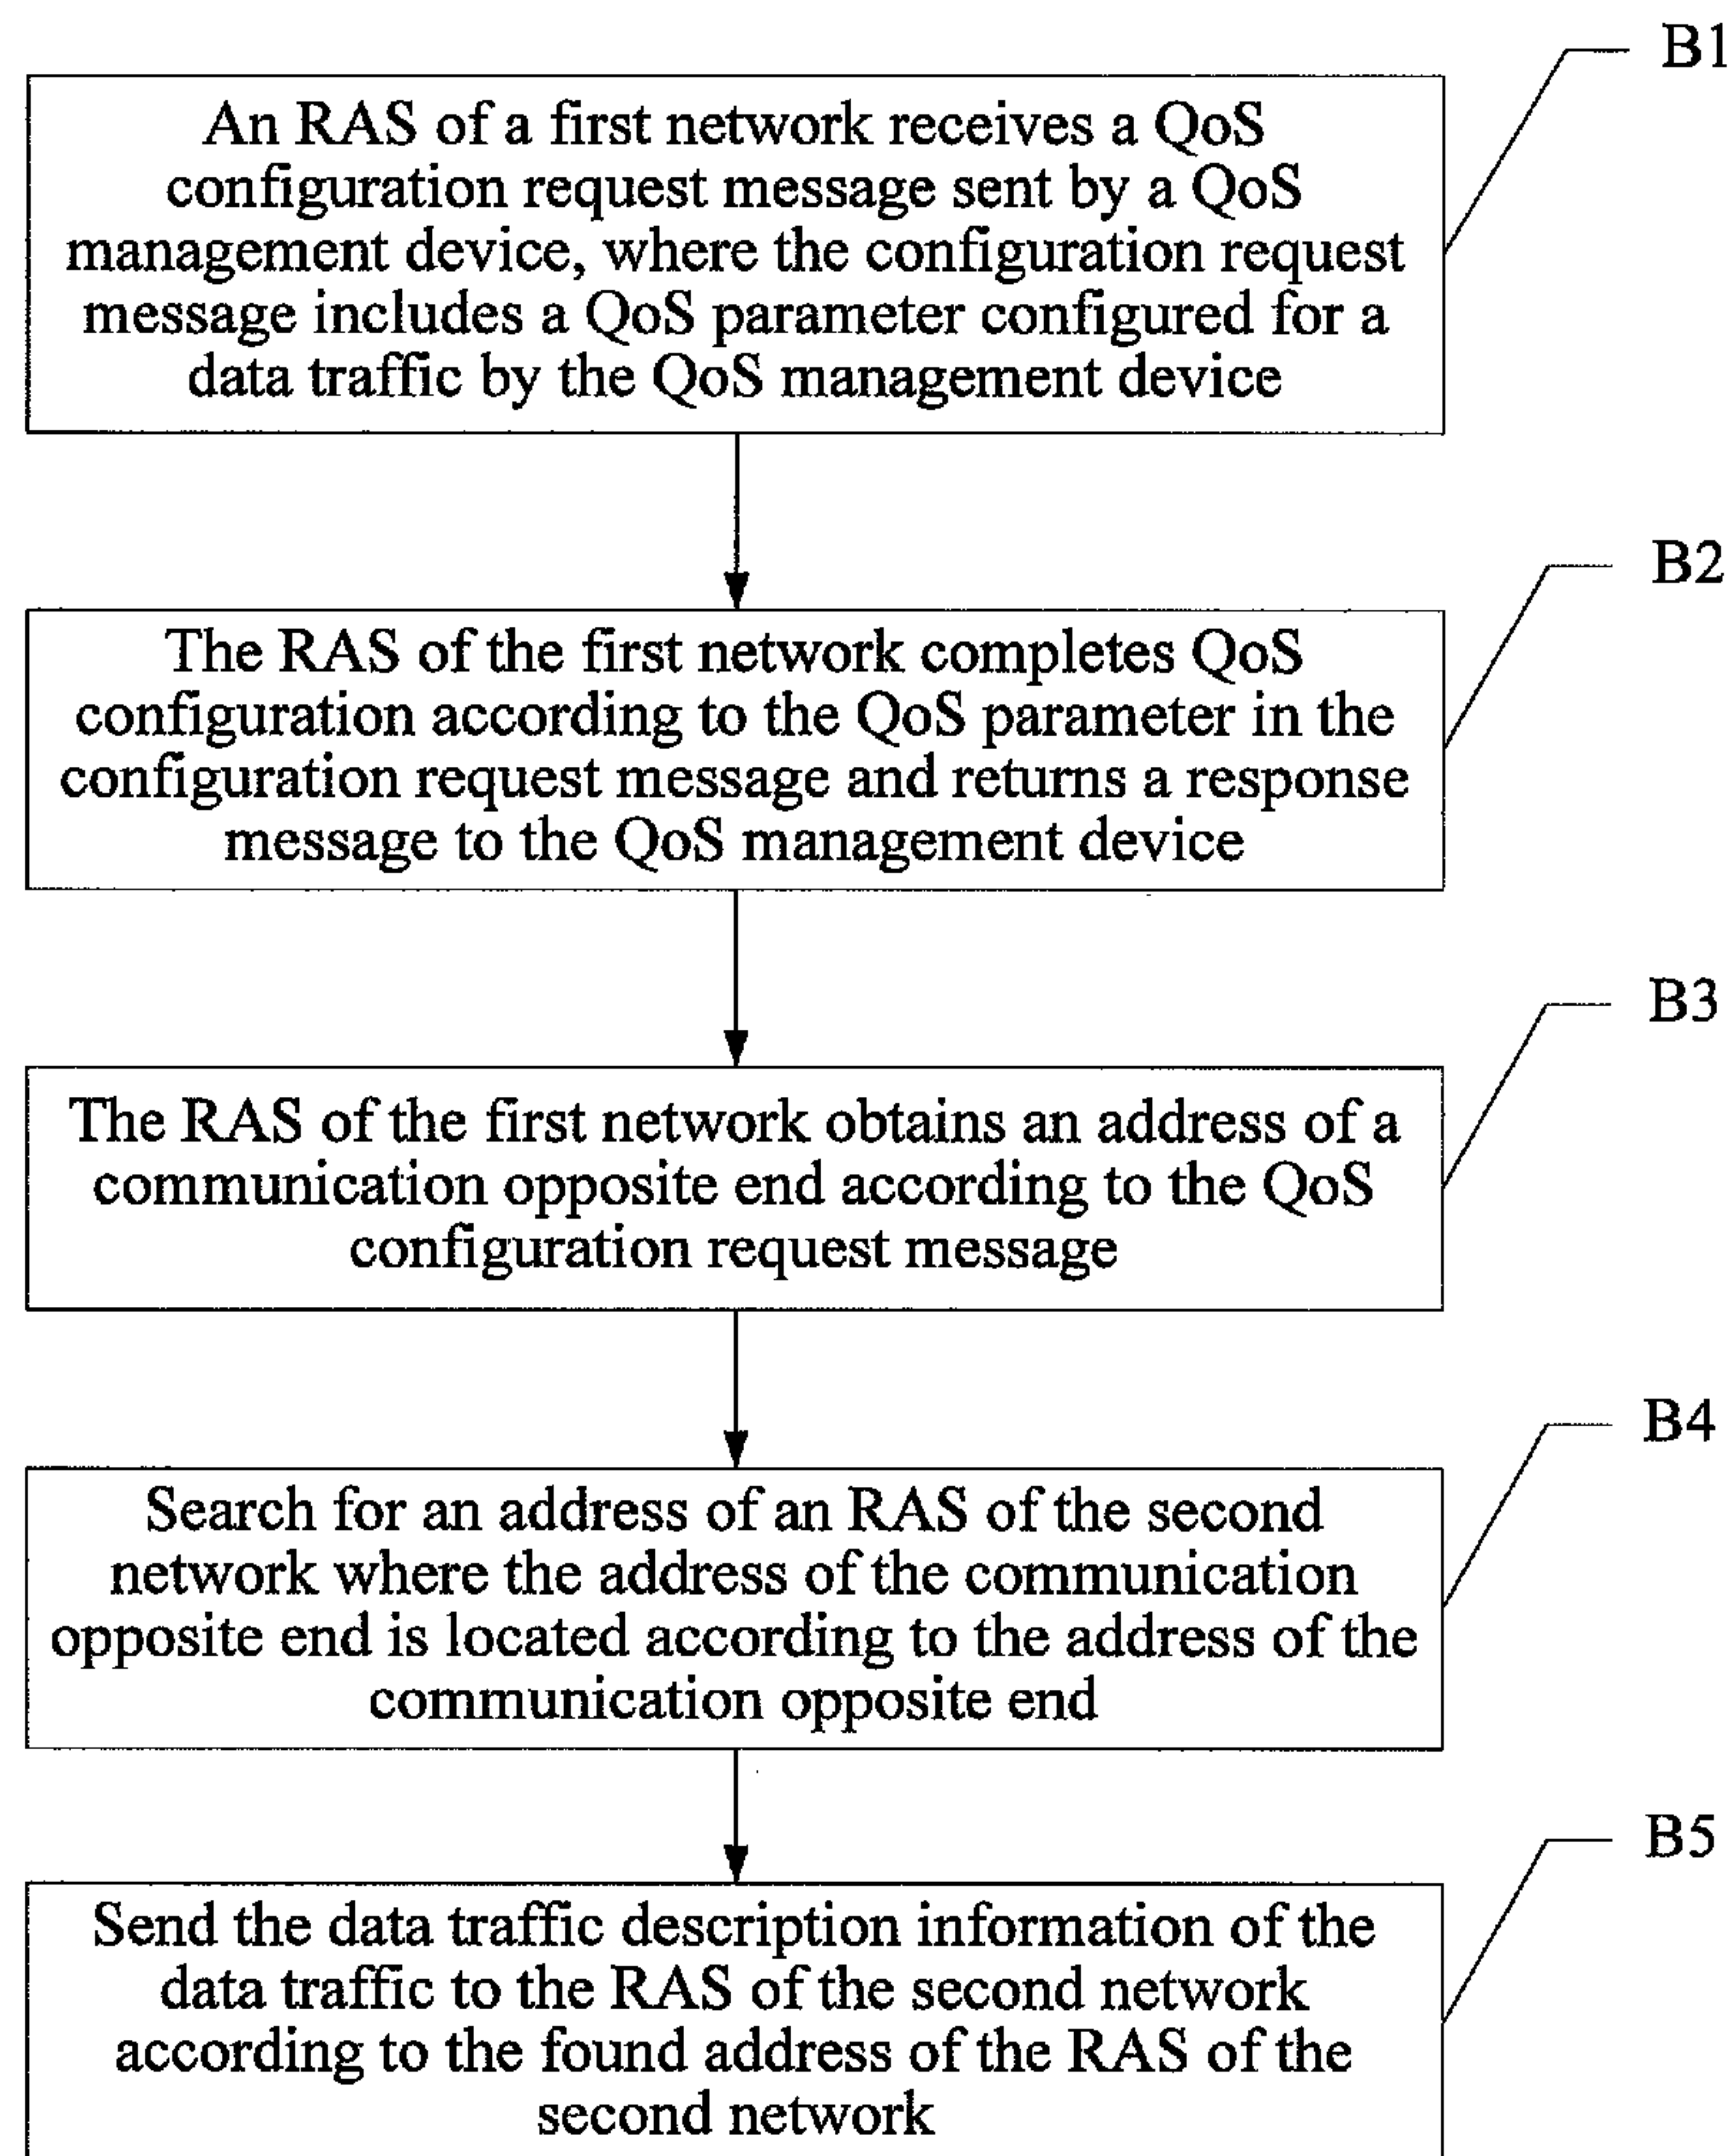 B1
An RAS of a first network receives a QoS
configuration request message sent by a QoS
management device, where the configuration request
message includes a QoS parameter configured for a
data traffic by the QoS management device
B2
The RAS of the first network completes QoS
configuration according to the QoS parameter in the
configuration request message and returns a response
message to the QoS management device
B3
The RAS of the first network obtains an address of a
communication opposite end according to the QoS
configuration request message
B4
Search for an address of an RAS of the second
network where the address of the communication
opposite end is located according to the address of the
communication opposite end
B5
Send the data traffic description information of the
data traffic to the RAS of the second network
according to the found address of the RAS of the
second network